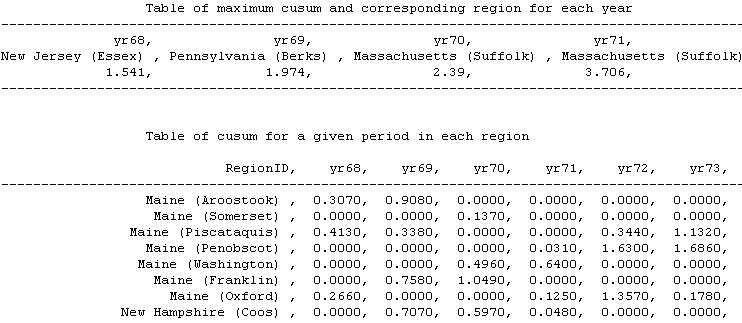 Table of maximum cusum and corresponding region for each year
yr68, yr69, yr70, yr71,
New Jersey (Essex) , Pennsylvania (Berks) , Massachusetts (Suffolk) , Massachusetts (Suffolk)
1.541, 1.974, 2.39, 3.706,
Table of cusum for a given period in each region
RegionID, yr68, yr69, yr70, yr71, yr72, yr73,
Maine (Aroostook) , 0.3070, 0.9080, 0.0000, 0.0000, 0.0000, 0.0000,
Maine (Somerset) , 0.0000, 0.0000, 0.1370, 0.0000, 0.0000, 0.0000,
Maine (Piscataquis) , 0.4130, 0.3380, 0.0000, 0.0000, 0.3440, 1.1320,
Maine (Penobscot) , 0.0000, 0.0000, 0.0000, 0.0310, 1.6300, 1.6860,
Maine (Washington) , 0.0000, 0.0000, 0.4960, 0.6400, 0.0000, 0.0000,
Maine (Franklin) , 0.0000, 0.7580, 1.0490, 0.0000, 0.0000, 0.0000,
Maine (Oxford) , 0.2660, 0.0000, 0.0000, 0.1250, 1.3570, 0.1780,
New Hampshire (Coos) , 0.0000, 0.7070, 0.5970, 0.0480, 0.0000, 0.0000,